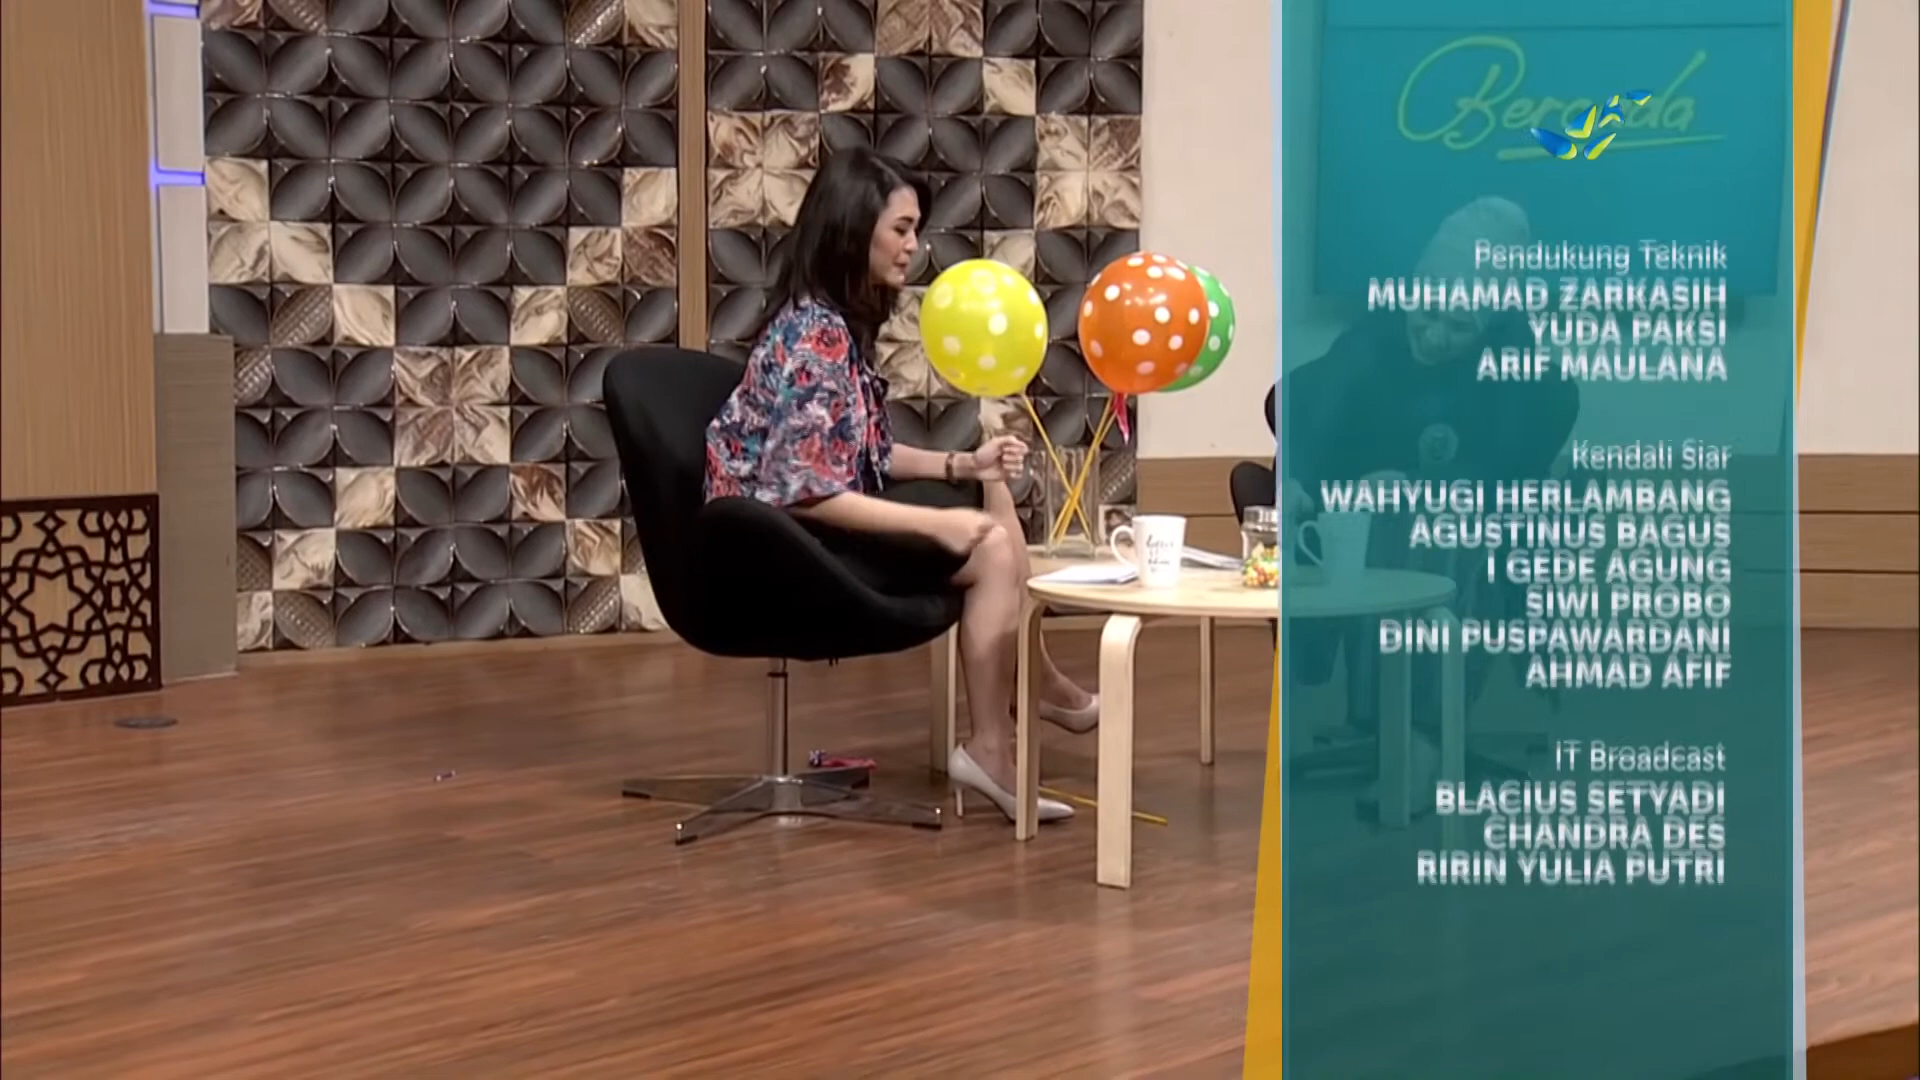 Beranda
Pendukung Teknik
MUHAMAD ZARKASIH
YUDA PAKSI
ARIF MAULANA
Kendali Siar
WAHYUGI HERLAMBANG
AGUSTINUS BAGUS
I GEDE AGUNG
SIWI PROBO
DINI PUSPAWARDANI
AHMAD AFIF
IT Broadcast
BLACIUS SETYADI
CHANDRA DES
RIRIN YULIA PUTRI